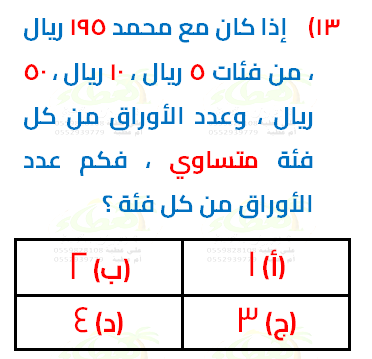 ١٣) إذا كان مع محمد ١٩٥ ريال
، من فئات ٥ ريال ، ١٠ ريال ، ٥٠
ريال ، وعدد الأوراق من كل
فئة متساوي ، فكم عدد
الأوراق من كل فئة ؟
(أ) ١
(ب) ٢
(ج) ٣
(د) ٤